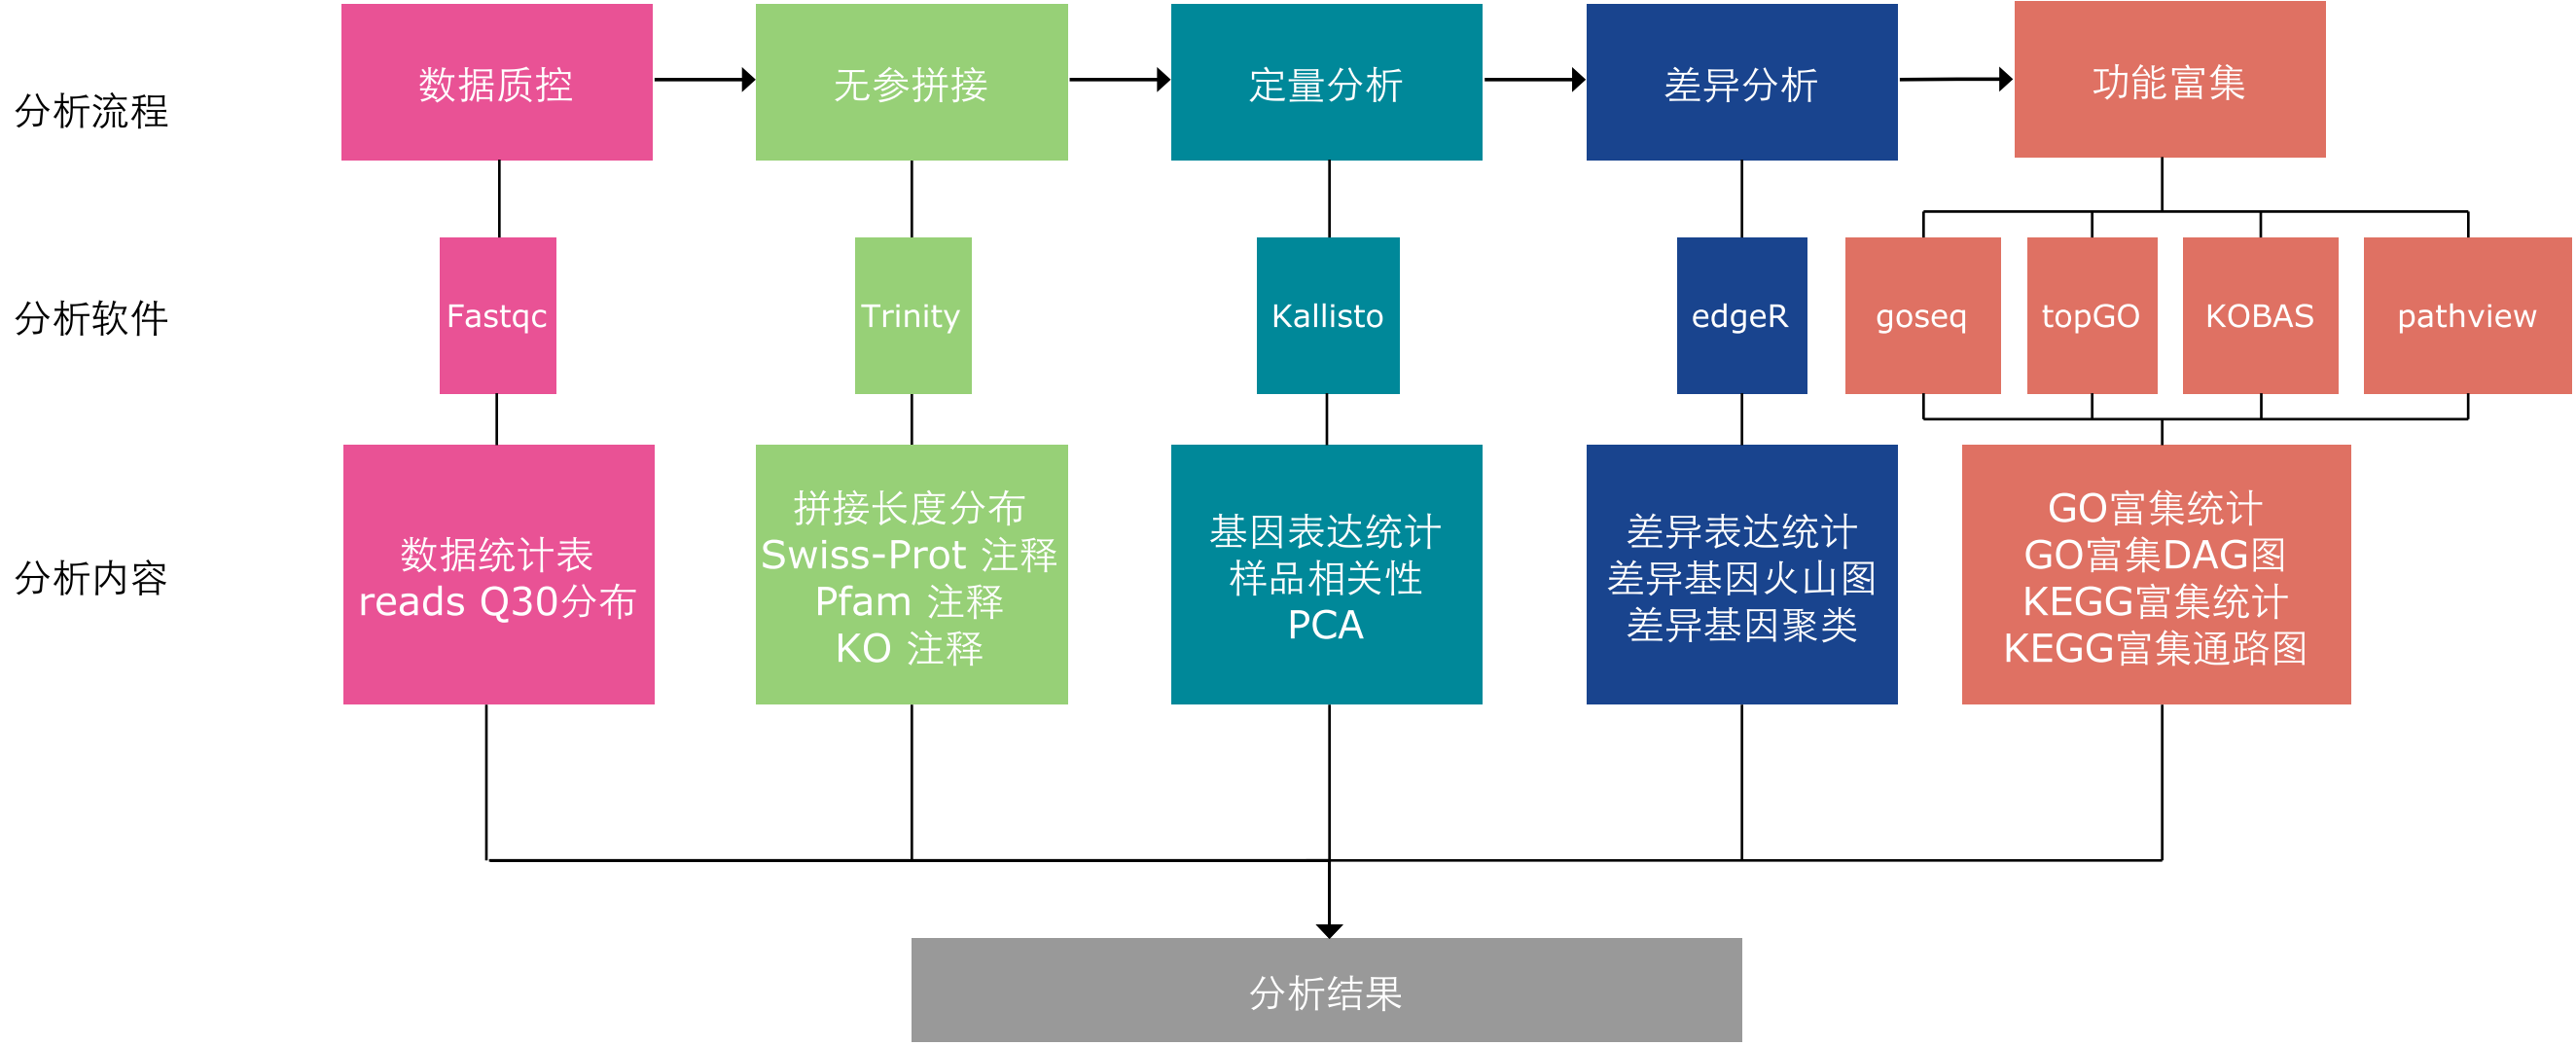 分析流程
数据质控
无参拼接
定量分析
差异分析
功能富集
分析软件
Fastqc
Trinity
Kallisto
edgeR
goseq
topGO
KOBAS
pathview
分析内容
数据统计表
reads Q30分布
拼接长度分布
Swiss-Prot 注释
Pfam 注释
KO 注释
基因表达统计
样品相关性
PCA
差异表达统计
差异基因火山图
差异基因聚类
GO富集统计
GO富集DAG图
KEGG富集统计
KEGG富集通路图
分析结果